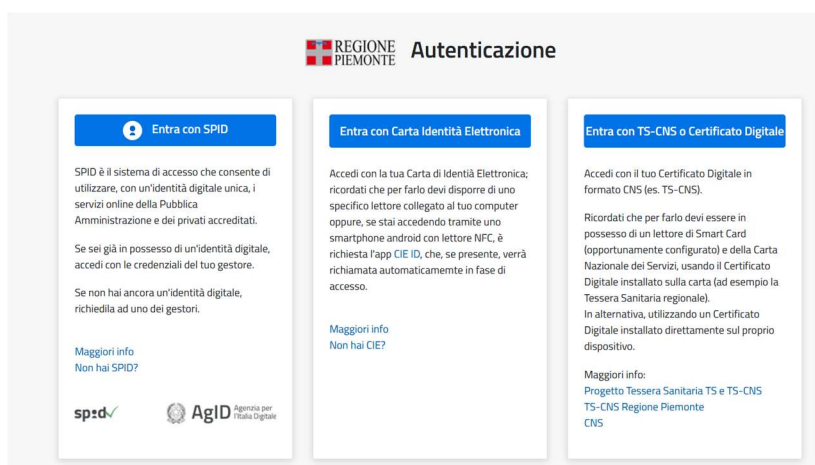 REGIONE
PIEMONTE
Autenticazione
Entra con SPID
SPID è il sistema di accesso che consente di
utilizzare, con un'identità digitale unica, i
servizi online della Pubblica
Amministrazione e dei privati accreditati.
Se sei già in possesso di un'identità digitale,
accedi con le credenziali del tuo gestore.
Se non hai ancora un'identità digitale,
richiedila ad uno dei gestori.
Maggiori info
Non hai SPID?
spid
AgID Agenzia per
l'Italia Digitale
Entra con Carta Identità Elettronica
Accedi con la tua Carta di Identià Elettronica;
ricordati che per farlo devi disporre di uno
specifico lettore collegato al tuo computer
oppure, se stai accedendo tramite uno
smartphone android con lettore NFC, è
richiesta l'app CIE ID, che, se presente, verrà
richiamata automaticamemte in fase di
accesso.
Maggiori info
Non hai CIE?
Entra con TS-CNS o Certificato Digitale
Accedi con il tuo Certificato Digitale in
formato CNS (es. TS-CNS).
Ricordati che per farlo devi essere in
possesso di un lettore di Smart Card
(opportunamente configurato) e della Carta
Nazionale dei Servizi, usando il Certificato
Digitale installato sulla carta (ad esempio la
Tessera Sanitaria regionale).
In alternativa, utilizzando un Certificato
Digitale installato direttamente sul proprio
dispositivo.
Maggiori info:
Progetto Tessera Sanitaria TS e TS-CNS
TS-CNS Regione Piemonte
CNS